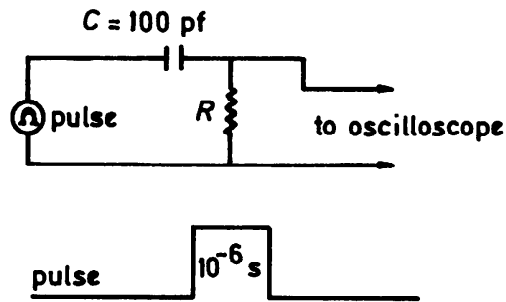 C = 100 pf
pulse
R
to oscilloscope
pulse
10⁻⁶ s